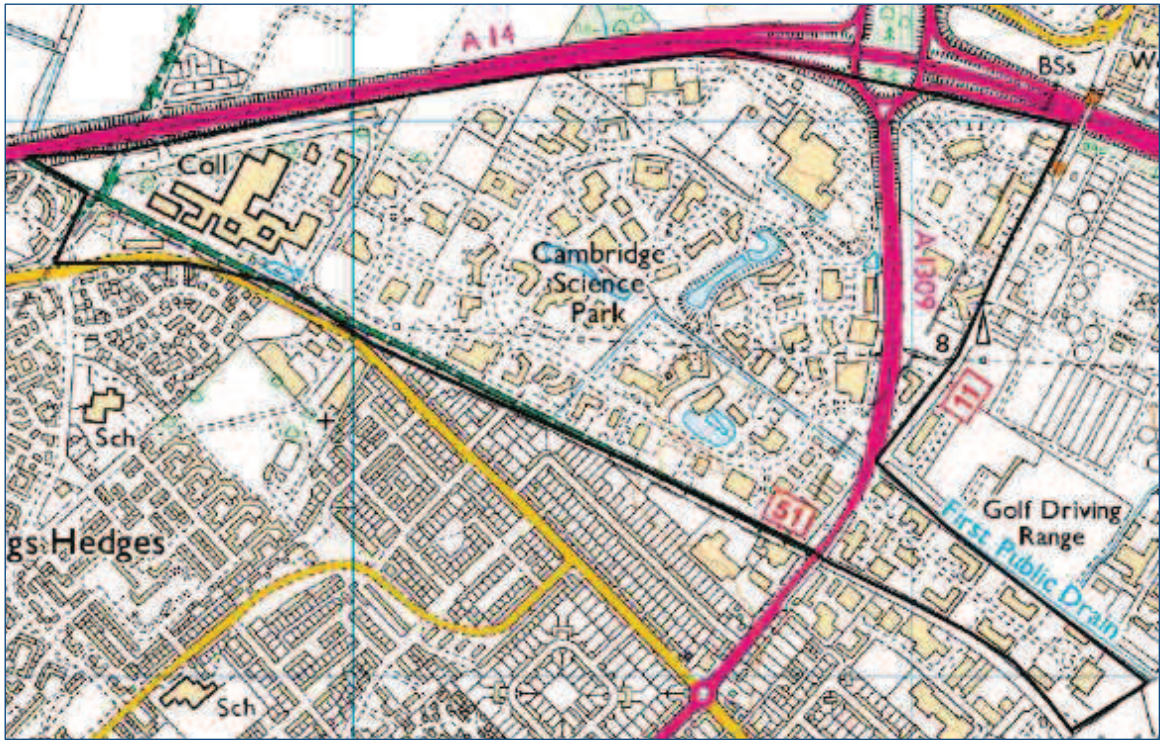 A 14
BSs
Coll
Cambridge
Science
Park
A 1309
8
11
Sch
51
Golf Driving
Range
First Public Drain
gs Hedges
Sch